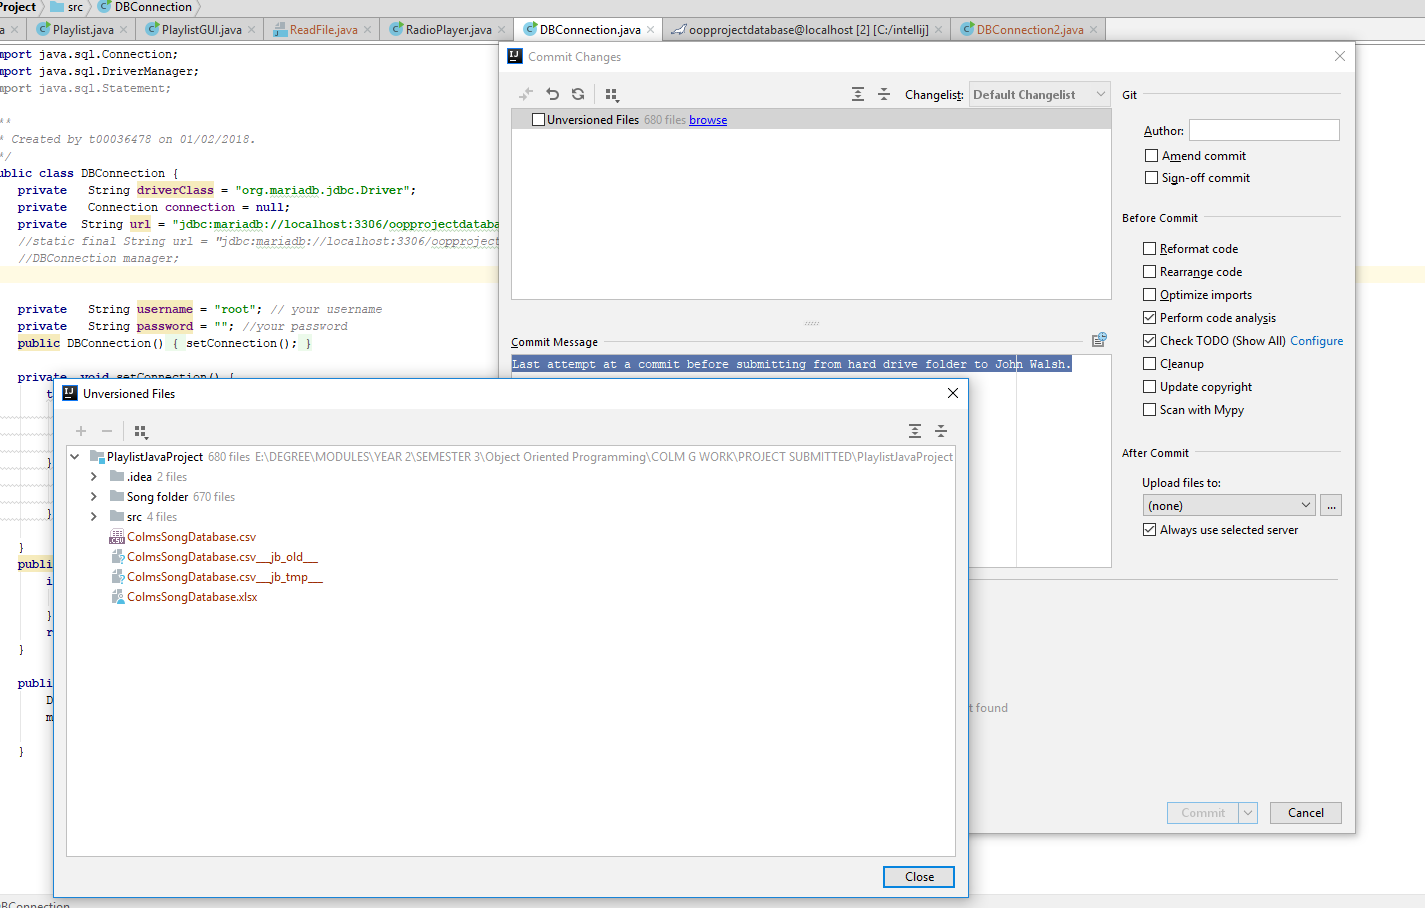 Project src DBConnection
Playlist.java PlaylistGUI.java ReadFile.java RadioPlayer.java DBConnection.java oopprojectdatabase@localhost [2] [C:/intellij] DBConnection2.java
mport java.sql.Connection;
mport java.sql.DriverManager;
mport java.sql.Statement;
**
* Created by t00036478 on 01/02/2018.
*/
ublic class DBConnection {
private String driverClass = "org.mariadb.jdbc.Driver";
private Connection connection = null;
private String url = "jdbc:mariadb://localhost:3306/oopprojectdataba
//static final String url = "jdbc:mariadb://localhost:3306/oopproject
//DBConnection manager;
private String username = "root"; // your username
private String password = ""; //your password
public DBConnection() { setConnection(); }
private void setConnection() {
t
}
}
}
publi
i
}
r
}
publi
D
m
}
DBConnection
Commit Changes
Changelist: Default Changelist
Unversioned Files 680 files browse
Commit Message
Last attempt at a commit before submitting from hard drive folder to John Walsh.
Git
Author:
Amend commit
Sign-off commit
Before Commit
Reformat code
Rearrange code
Optimize imports
Perform code analysis
Check TODO (Show All) Configure
Cleanup
Update copyright
Scan with Mypy
After Commit
Upload files to:
(none) ...
Always use selected server
t found
Commit Cancel
Unversioned Files
PlaylistJavaProject 680 files E:\DEGREE\MODULES\YEAR 2\SEMESTER 3\Object Oriented Programming\COLM G WORK\PROJECT SUBMITTED\PlaylistJavaProject
.idea 2 files
Song folder 670 files
src 4 files
ColmsSongDatabase.csv
ColmsSongDatabase.csv___jb_old___
ColmsSongDatabase.csv___jb_tmp___
ColmsSongDatabase.xlsx
Close